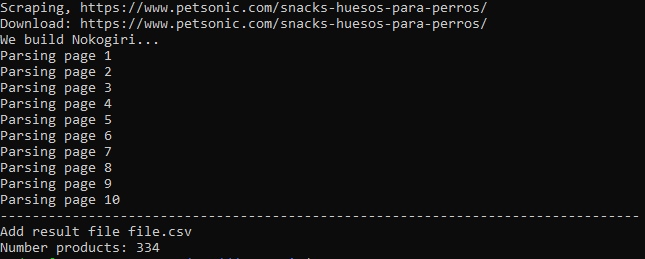 Scraping, https://www.petsonic.com/snacks-huesos-para-perros/
Download: https://www.petsonic.com/snacks-huesos-para-perros/
We build Nokogiri...
Parsing page 1
Parsing page 2
Parsing page 3
Parsing page 4
Parsing page 5
Parsing page 6
Parsing page 7
Parsing page 8
Parsing page 9
Parsing page 10
--------------------------------------------------------------------------------
Add result file file.csv
Number products: 334